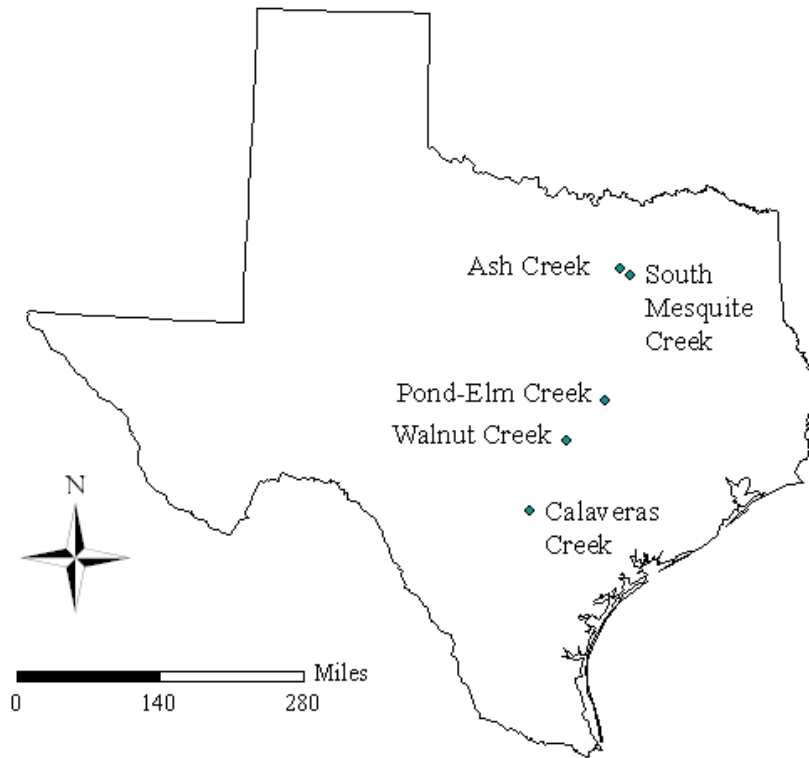 Ash Creek
South
Mesquite
Creek
Pond-Elm Creek
Walnut Creek
N
Calaveras
Creek
Miles
0 140 280